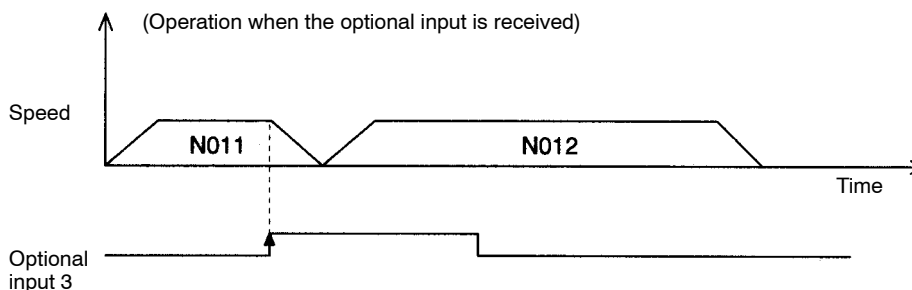 (Operation when the optional input is received)
Speed
N011
N012
Time
Optional
input 3